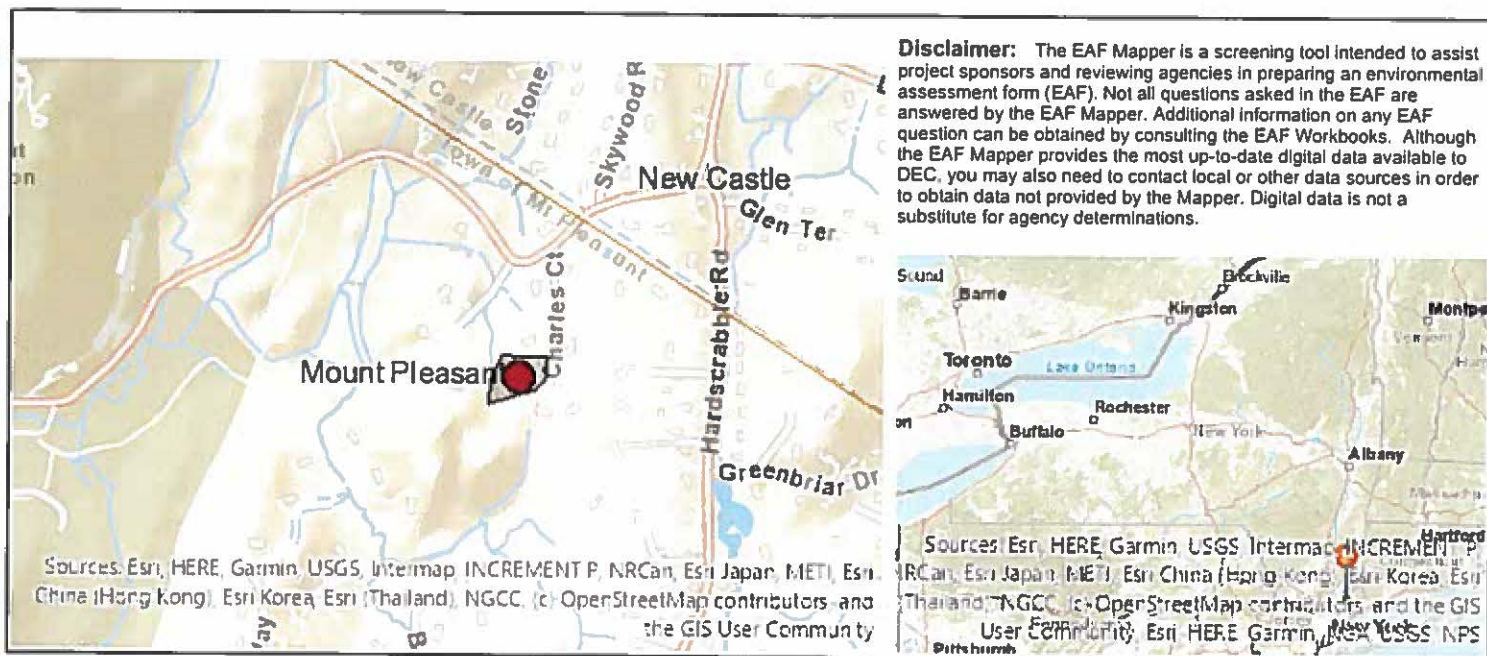 Disclaimer: The EAF Mapper is a screening tool intended to assist
project sponsors and reviewing agencies in preparing an environmental
assessment form (EAF). Not all questions asked in the EAF are
answered by the EAF Mapper. Additional information on any EAF
question can be obtained by consulting the EAF Workbooks. Although
the EAF Mapper provides the most up-to-date digital data available to
DEC, you may also need to contact local or other data sources in order
to obtain data not provided by the Mapper. Digital data is not a
substitute for agency determinations.
New Castle
Town of Mt Pleasant
Stone
Skywood R
New Castle
Glen Ter
Charles Ct
Hardscrabble Rd
Mount Pleasant
Greenbriar Dr
Sources: Esri, HERE, Garmin, USGS, Intermap, INCREMENT P, NRCan, Esri Japan, METI, Esri
China (Hong Kong), Esri Korea, Esri (Thailand), NGCC, (c) OpenStreetMap contributors, and
the GIS User Community
Sound
Barrie
Brockville
Kingston
Montpe
Toronto
Lake Ontario
Hamilton
Rochester
Buffalo
New York
Albany
Hartford
Sources: Esri, HERE, Garmin, USGS, Intermap, INCREMENT P,
NRCan, Esri Japan, METI, Esri China (Hong Kong), Esri Korea, Esri
(Thailand), NGCC, (c) OpenStreetMap contributors, and the GIS
User Community, Esri, HERE, Garmin, NGA, USGS, NPS
New York
Pittsburgh